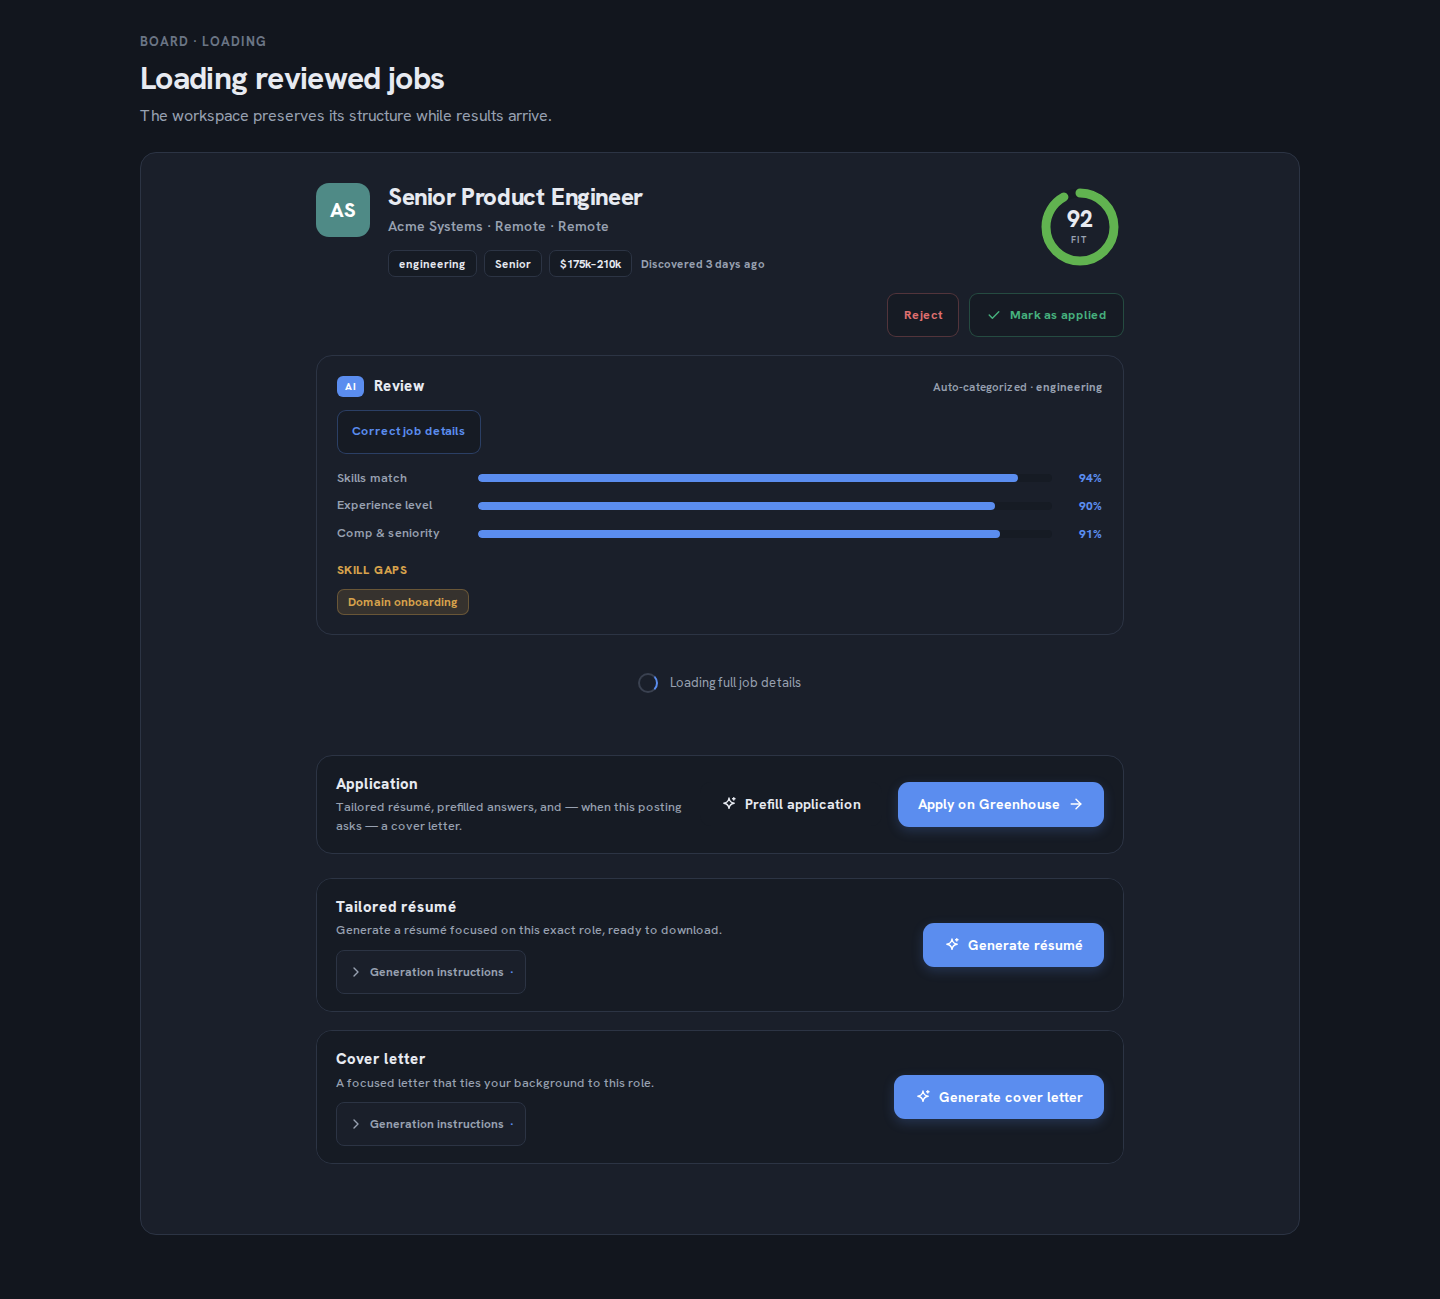 BOARD · LOADING
Loading reviewed jobs
The workspace preserves its structure while results arrive.
AS
Senior Product Engineer
Acme Systems · Remote · Remote
engineering
Senior
$175k–210k
Discovered 3 days ago
92
FIT
Reject
Mark as applied
AI
Review
Auto-categorized · engineering
Correct job details
Skills match
94%
Experience level
90%
Comp & seniority
91%
SKILL GAPS
Domain onboarding
Loading full job details
Application
Tailored résumé, prefilled answers, and — when this posting
asks — a cover letter.
Prefill application
Apply on Greenhouse
Tailored résumé
Generate a résumé focused on this exact role, ready to download.
Generation instructions ·
Generate résumé
Cover letter
A focused letter that ties your background to this role.
Generation instructions ·
Generate cover letter